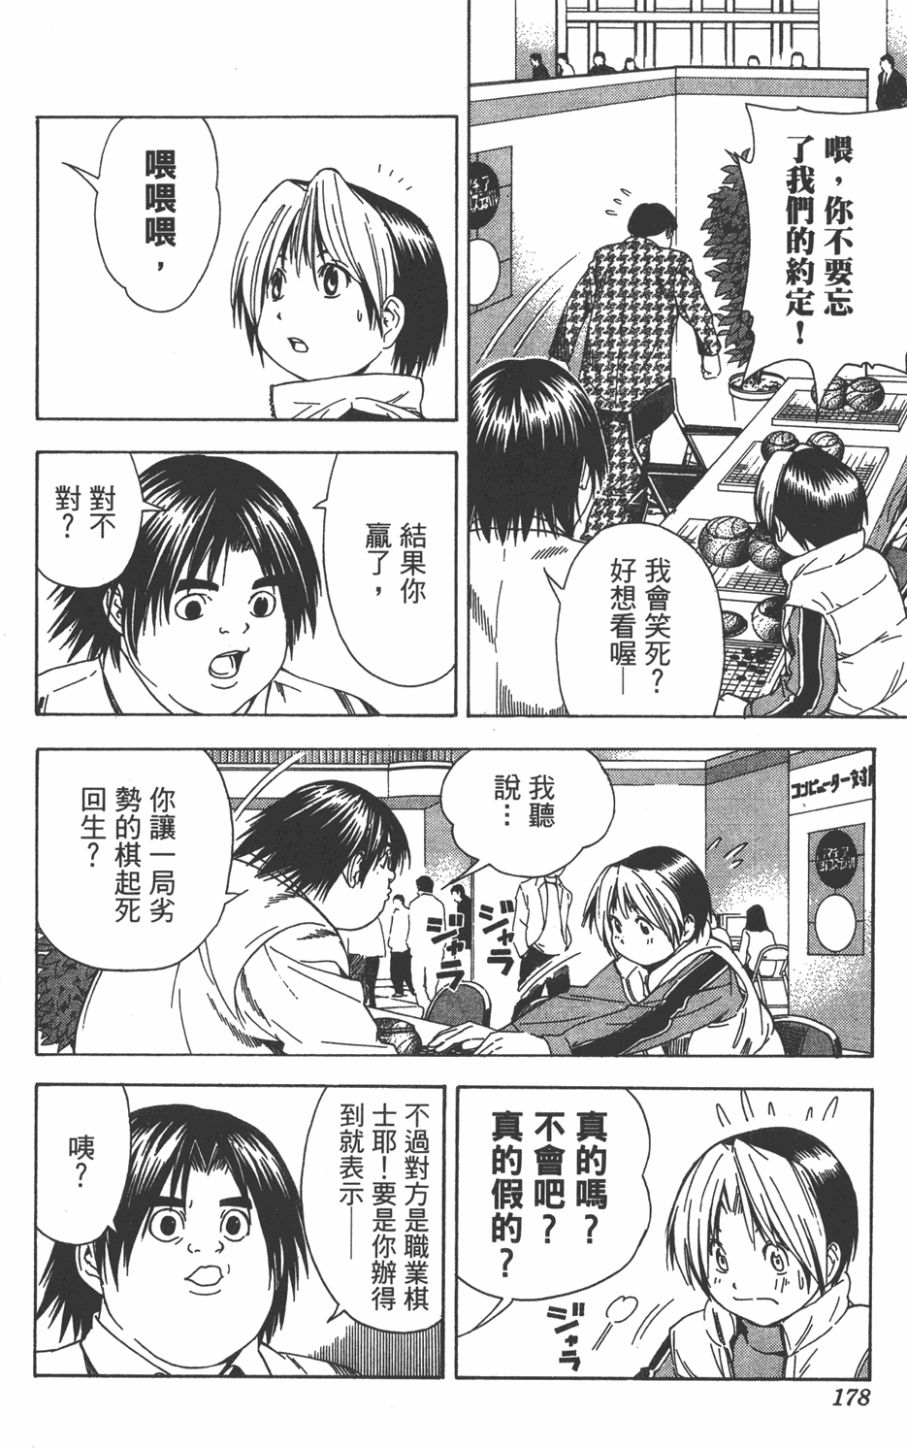 喂，你不要忘
了我們的約定！
我會笑死？
好想看喔—
喂喂喂，
結果你
贏了，
對不
對？
コンピューター対局
我聽
說…
你讓一局劣
勢的棋起死
回生？
ジャラ
ジャラ
真的嗎？
不會吧？
真的假的？
ジャラ
不過對方是職業棋
士耶！要是你辦得
到就表示——
咦？
178